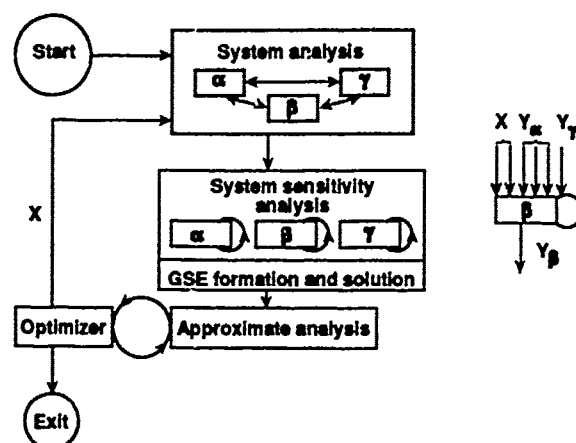 Start
System analysis
α
γ
β
X
Yα
Yγ
β
Yβ
X
System sensitivity
analysis
α
β
γ
GSE formation and solution
Optimizer
Approximate analysis
Exit